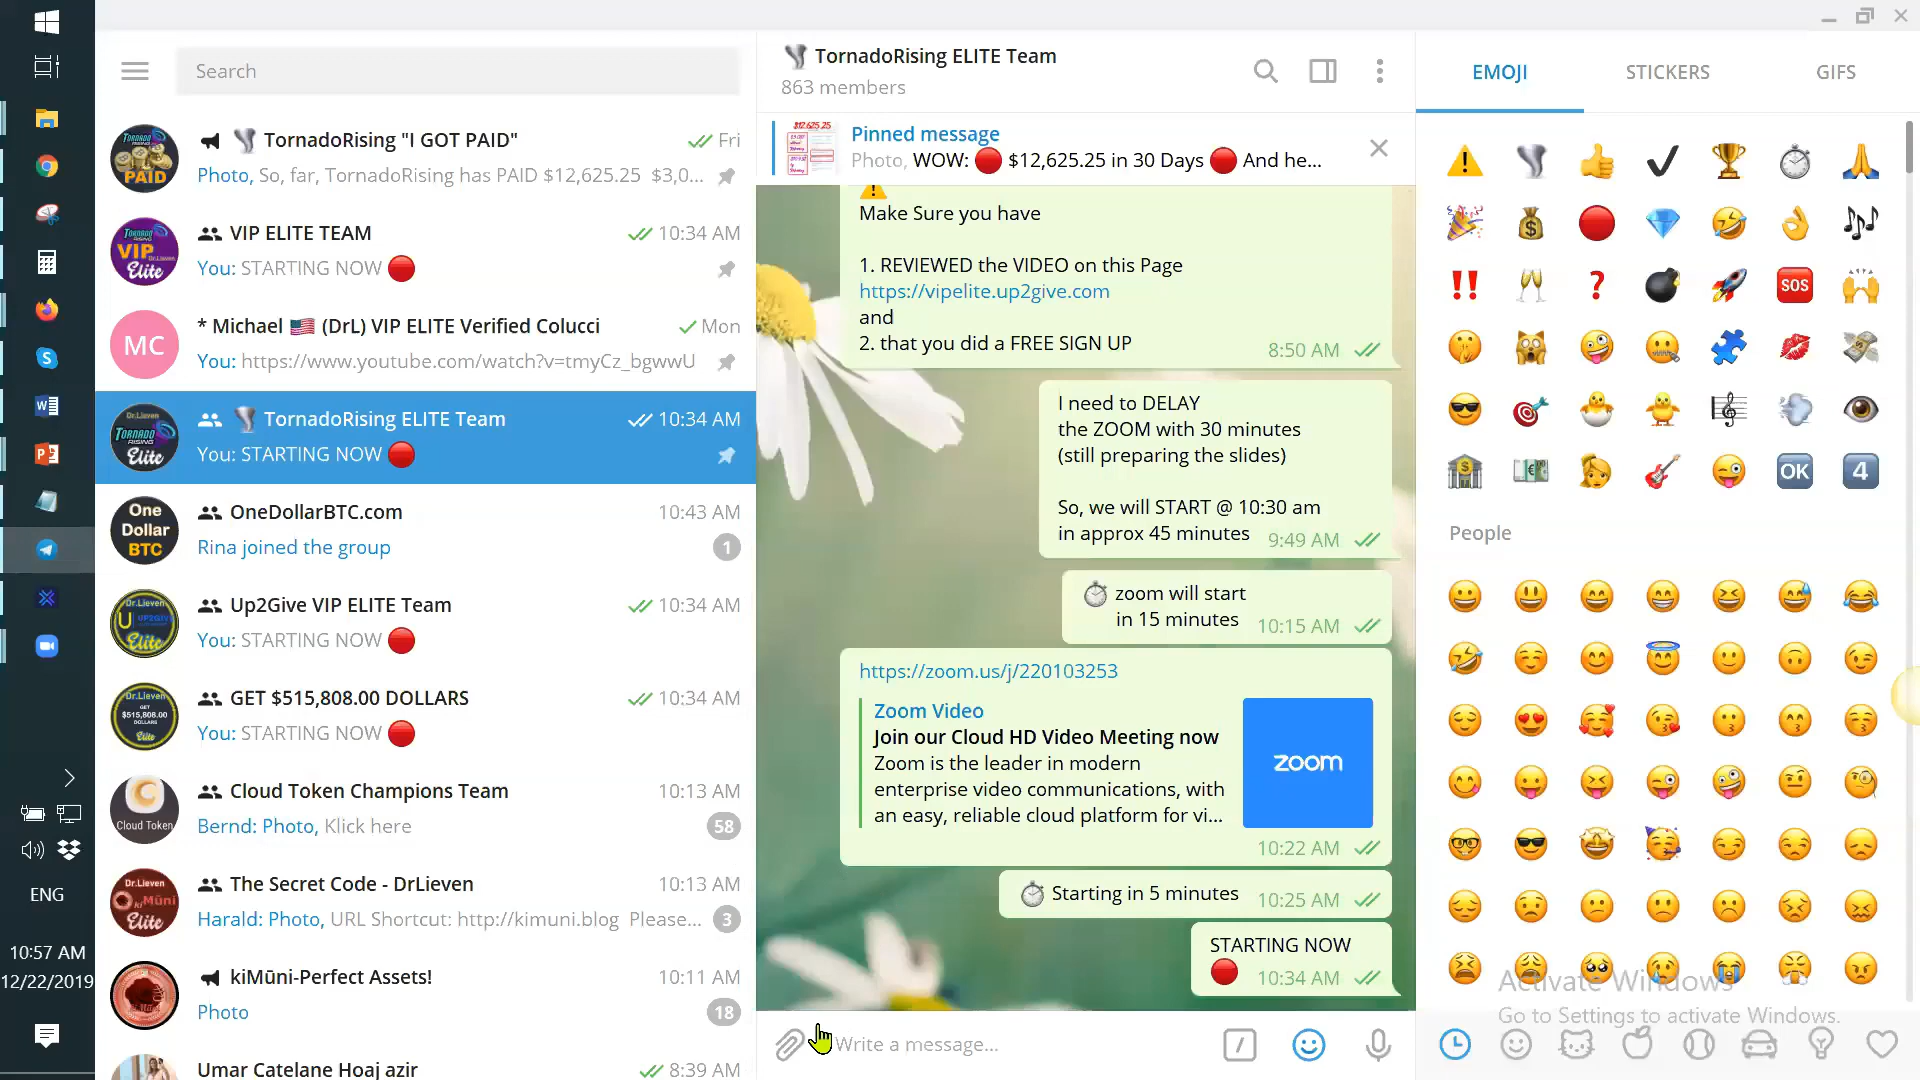 Search
TornadoRising "I GOT PAID"
Fri
Photo, So, far, TornadoRising has PAID $12,625.25 $3,0...
VIP ELITE TEAM
10:34 AM
You: STARTING NOW
MC
* Michael (DrL) VIP ELITE Verified Colucci
Mon
You: https://www.youtube.com/watch?v=tmyCz_bgwwU
TornadoRising ELITE Team
10:34 AM
You: STARTING NOW
One
Dollar
BTC
OneDollarBTC.com
10:43 AM
Rina joined the group
1
Up2Give VIP ELITE Team
10:34 AM
You: STARTING NOW
GET $515,808.00 DOLLARS
10:34 AM
You: STARTING NOW
Cloud Token
Cloud Token Champions Team
10:13 AM
Bernd: Photo, Klick here
58
The Secret Code - DrLieven
10:13 AM
Harald: Photo, URL Shortcut: http://kimuni.blog Please...
3
kiMūni-Perfect Assets!
10:11 AM
Photo
18
Umar Catelane Hoaj azir
8:39 AM
ENG
10:57 AM
12/22/2019
TornadoRising ELITE Team
863 members
Pinned message
Photo, WOW: $12,625.25 in 30 Days And he...
Make Sure you have
1. REVIEWED the VIDEO on this Page
https://vipelite.up2give.com
and
2. that you did a FREE SIGN UP
8:50 AM
I need to DELAY
the ZOOM with 30 minutes
(still preparing the slides)
So, we will START @ 10:30 am
in approx 45 minutes
9:49 AM
zoom will start
in 15 minutes
10:15 AM
https://zoom.us/j/220103253
Zoom Video
Join our Cloud HD Video Meeting now
Zoom is the leader in modern
enterprise video communications, with
an easy, reliable cloud platform for vi...
zoom
10:22 AM
Starting in 5 minutes
10:25 AM
STARTING NOW
10:34 AM
Write a message...
EMOJI
STICKERS
GIFS
SOS
OK
4
People
Activate Windows
Go to Settings to activate Windows.